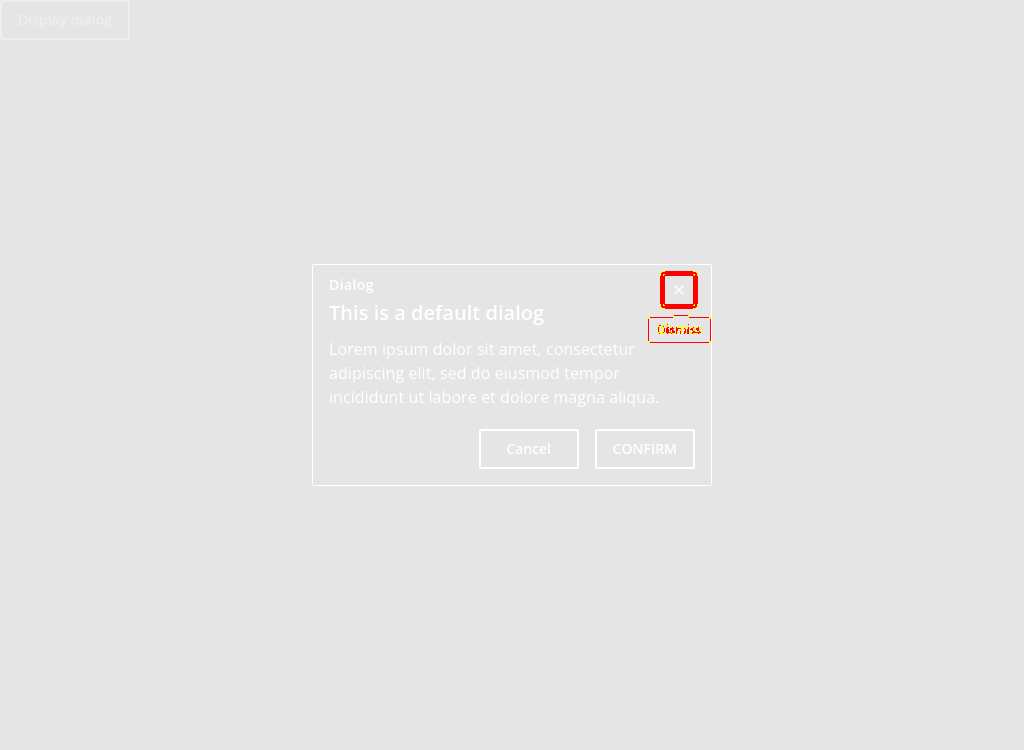 Display dialog
Dialog
This is a default dialog
Dismiss
Lorem ipsum dolor sit amet, consectetur
adipiscing elit, sed do eiusmod tempor
incididunt ut labore et dolore magna aliqua.
Cancel
CONFIRM